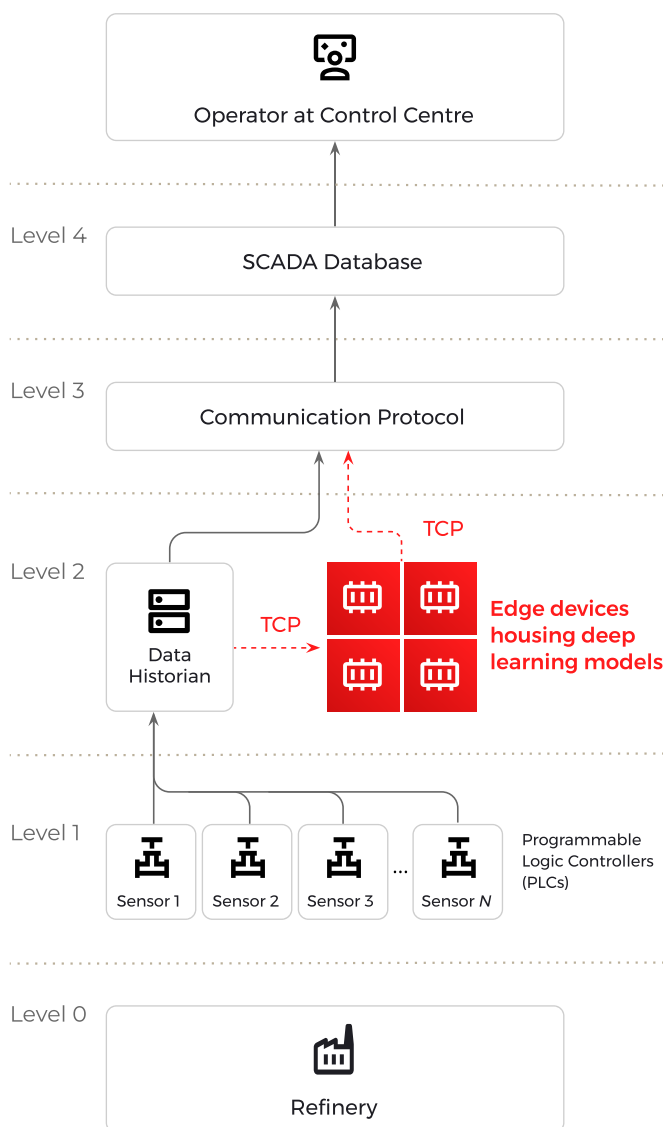 Operator at Control Centre
Level 4
SCADA Database
Level 3
Communication Protocol
TCP
Level 2
Data
Historian
TCP
Edge devices
housing deep
learning models
Level 1
Sensor 1
Sensor 2
Sensor 3
...
Sensor N
Programmable
Logic Controllers
(PLCs)
Level 0
Refinery